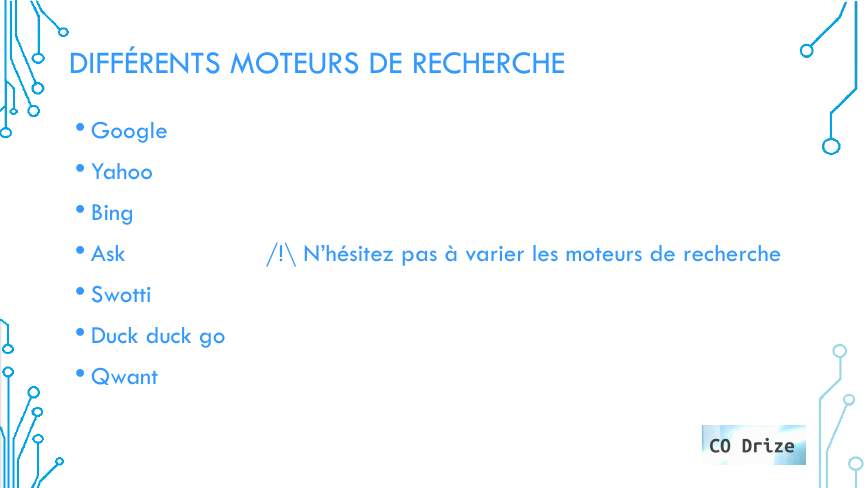 DIFFÉRENTS MOTEURS DE RECHERCHE
• Google
• Yahoo
• Bing
• Ask /!\ N’hésitez pas à varier les moteurs de recherche
• Swotti
• Duck duck go
• Qwant
CO Drize